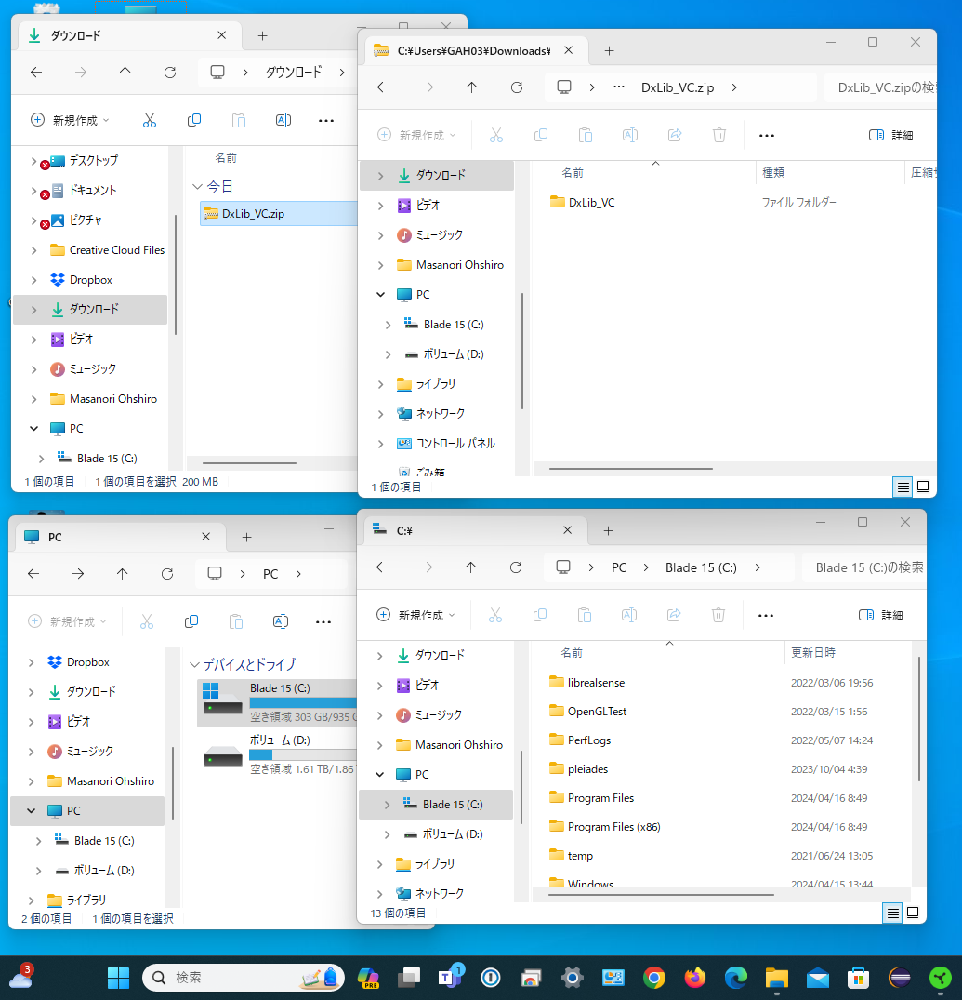 ダウンロード
ダウンロード
新規作成
名前
デスクトップ
ドキュメント
ピクチャ
Creative Cloud Files
Dropbox
ダウンロード
ビデオ
ミュージック
Masanori Ohshiro
PC
Blade 15 (C:)
今日
DxLib_VC.zip
1 個の項目 1 個の項目を選択 200 MB
C:¥Users¥GAH03¥Downloads¥
DxLib_VC.zip
DxLib_VC.zipの検索
新規作成
詳細
名前 種類 圧縮
ダウンロード
ビデオ
ミュージック
Masanori Ohshiro
PC
Blade 15 (C:)
ボリューム (D:)
ライブラリ
ネットワーク
コントロール パネル
ごみ箱
DxLib_VC ファイル フォルダー
1 個の項目
PC
PC
新規作成
Dropbox
ダウンロード
ビデオ
ミュージック
Masanori Ohshiro
PC
Blade 15 (C:)
ボリューム (D:)
ライブラリ
デバイスとドライブ
Blade 15 (C:)
空き領域 303 GB/935 G
ボリューム (D:)
空き領域 1.61 TB/1.86
2 個の項目 1 個の項目を選択
C:¥
PC Blade 15 (C:)
Blade 15 (C:)の検索
新規作成
詳細
名前 更新日時
ダウンロード
ビデオ
ミュージック
Masanori Ohshiro
PC
Blade 15 (C:)
ボリューム (D:)
ライブラリ
ネットワーク
librealsense 2022/03/06 19:56
OpenGLTest 2022/03/15 1:56
PerfLogs 2022/05/07 14:24
pleiades 2023/10/04 4:39
Program Files 2024/04/16 8:49
Program Files (x86) 2024/04/16 8:49
temp 2021/06/24 13:05
Windows 2024/04/15 13:44
13 個の項目
3
検索
PRE
1